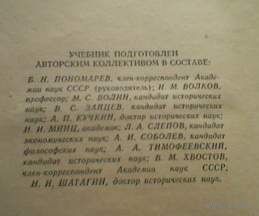 УЧЕБНИК ПОДГОТОВЛЕН
АВТОРСКИМ КОЛЛЕКТИВОМ В СОСТАВЕ:
Б. Н. ПОНОМАРЕВ, член-корреспондент Акаде-
мии наук СССР (руководитель); И. М. ВОЛКОВ,
профессор; М. С. ВОЛИН, кандидат исторических
наук; В. С. ЗАЙЦЕВ, кандидат исторических
наук; А. П. КУЧКИН, доктор исторических наук;
И. И. МИНЦ, академик; Л. А. СЛЕПОВ, кандидат
экономических наук; А. И. СОБОЛЕВ, кандидат
философских наук; А. А. ТИМОФЕЕВСКИЙ,
кандидат исторических наук; В. М. ХВОСТОВ,
член-корреспондент Академии наук СССР;
Н. И. ШАТАГИН, доктор исторических наук.